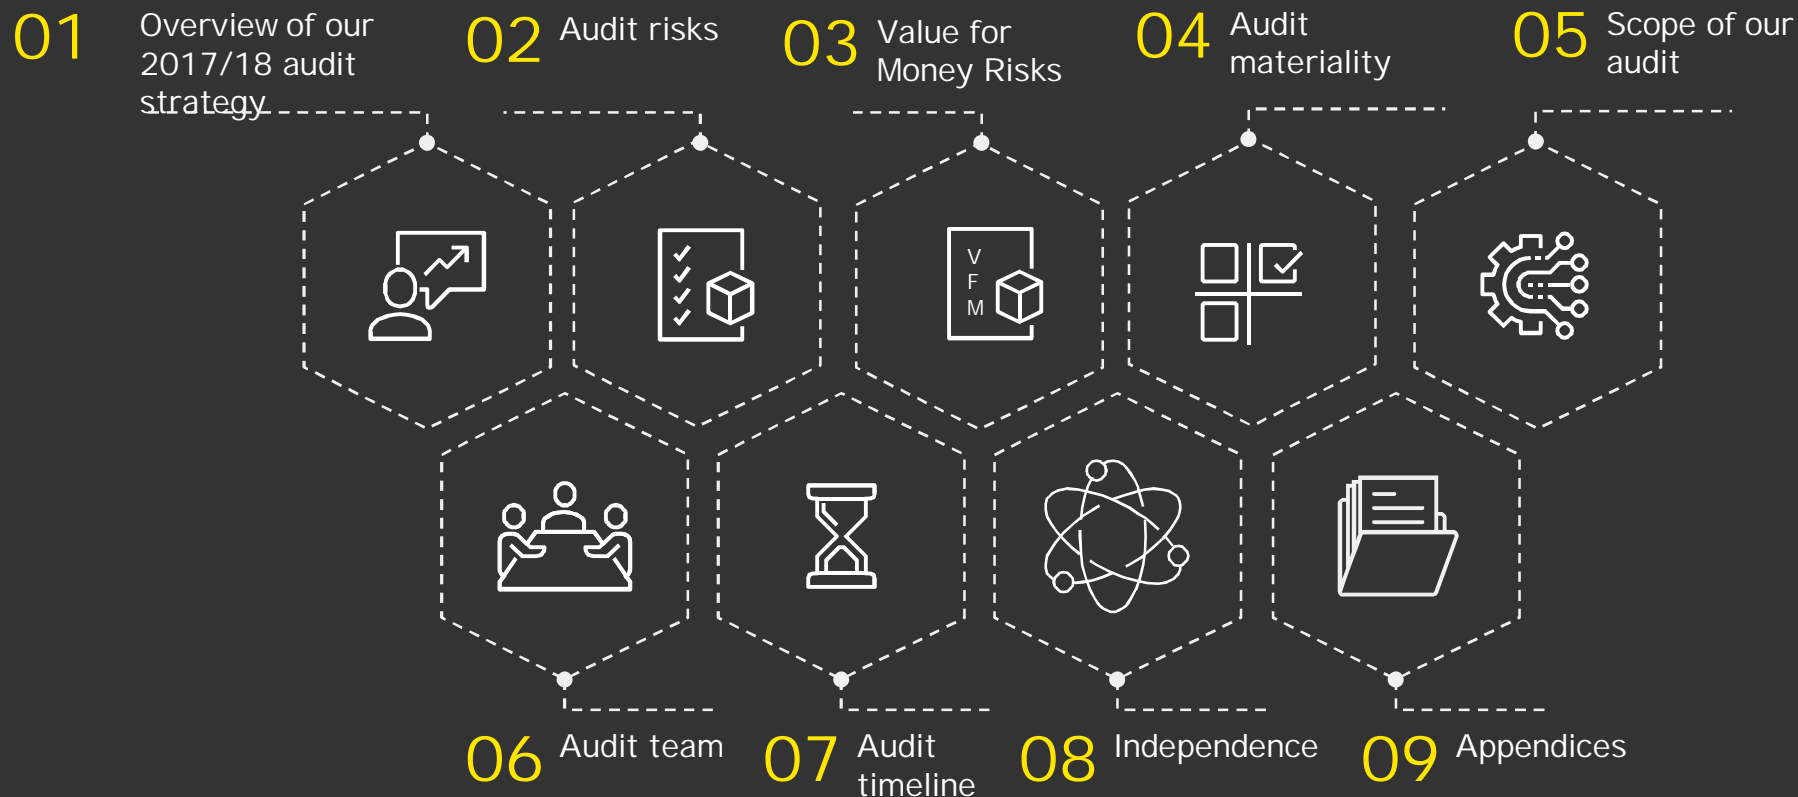 01 Overview of our
2017/18 audit
strategy
02 Audit risks
03 Value for
Money Risks
04 Audit
materiality
05 Scope of our
audit
V
F
M
06 Audit team
07 Audit
timeline
08 Independence
09 Appendices